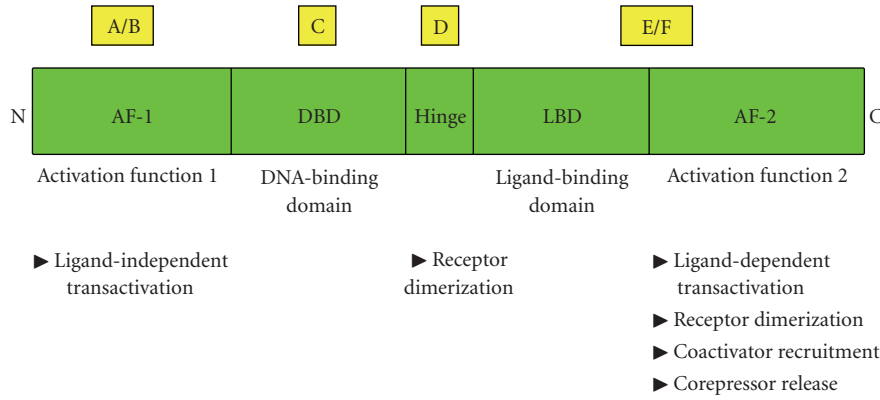 A/B C D E/F
N AF-1 DBD Hinge LBD AF-2 C
Activation function 1
DNA-binding
domain
Ligand-binding
domain
Activation function 2
▶ Ligand-independent
transactivation
▶ Receptor
dimerization
▶ Ligand-dependent
transactivation
▶ Receptor dimerization
▶ Coactivator recruitment
▶ Corepressor release